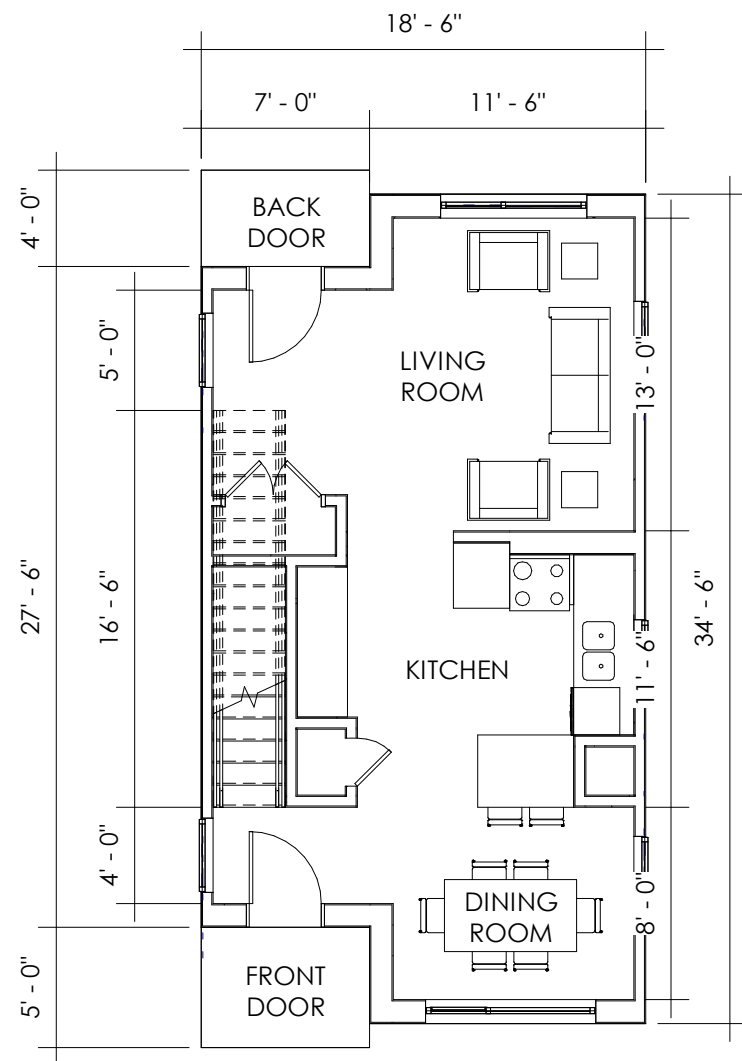 18' - 6"
7' - 0"
11' - 6"
4' - 0"
BACK
DOOR
5' - 0"
LIVING
ROOM
13' - 0"
27' - 6"
16' - 6"
34' - 6"
KITCHEN
11' - 6"
4' - 0"
DINING
ROOM
8' - 0"
5' - 0"
FRONT
DOOR